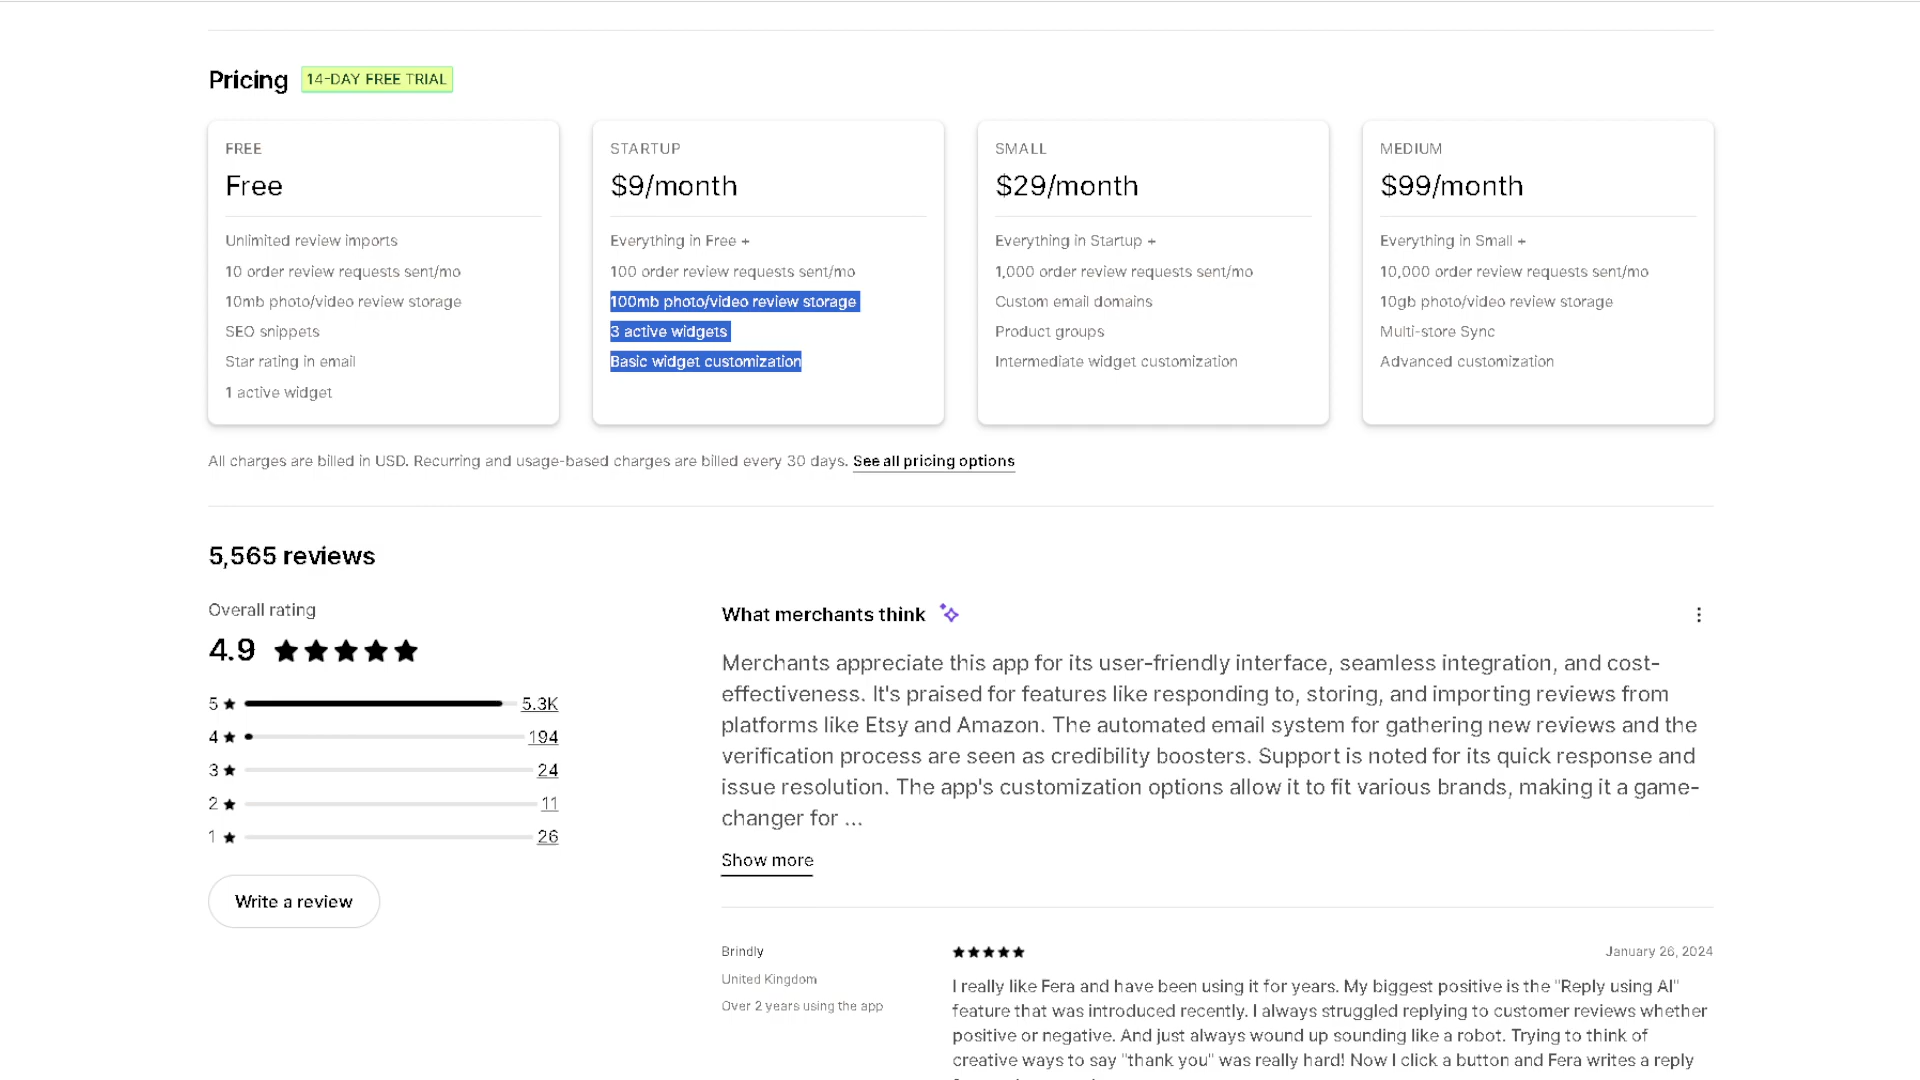 Pricing 14-DAY FREE TRIAL
FREE
Free
Unlimited review imports
10 order review requests sent/mo
10mb photo/video review storage
SEO snippets
Star rating in email
1 active widget
STARTUP
$9/month
Everything in Free +
100 order review requests sent/mo
100mb photo/video review storage
3 active widgets
Basic widget customization
SMALL
$29/month
Everything in Startup +
1,000 order review requests sent/mo
Custom email domains
Product groups
Intermediate widget customization
MEDIUM
$99/month
Everything in Small +
10,000 order review requests sent/mo
10gb photo/video review storage
Multi-store Sync
Advanced customization
All charges are billed in USD. Recurring and usage-based charges are billed every 30 days. See all pricing options
5,565 reviews
Overall rating
4.9
5 5.3K
4 194
3 24
2 11
1 26
Write a review
What merchants think
Merchants appreciate this app for its user-friendly interface, seamless integration, and cost-
effectiveness. It's praised for features like responding to, storing, and importing reviews from
platforms like Etsy and Amazon. The automated email system for gathering new reviews and the
verification process are seen as credibility boosters. Support is noted for its quick response and
issue resolution. The app's customization options allow it to fit various brands, making it a game-
changer for ...
Show more
Brindly
United Kingdom
Over 2 years using the app
January 26, 2024
I really like Fera and have been using it for years. My biggest positive is the "Reply using AI"
feature that was introduced recently. I always struggled replying to customer reviews whether
positive or negative. And just always wound up sounding like a robot. Trying to think of
creative ways to say "thank you" was really hard! Now I click a button and Fera writes a reply